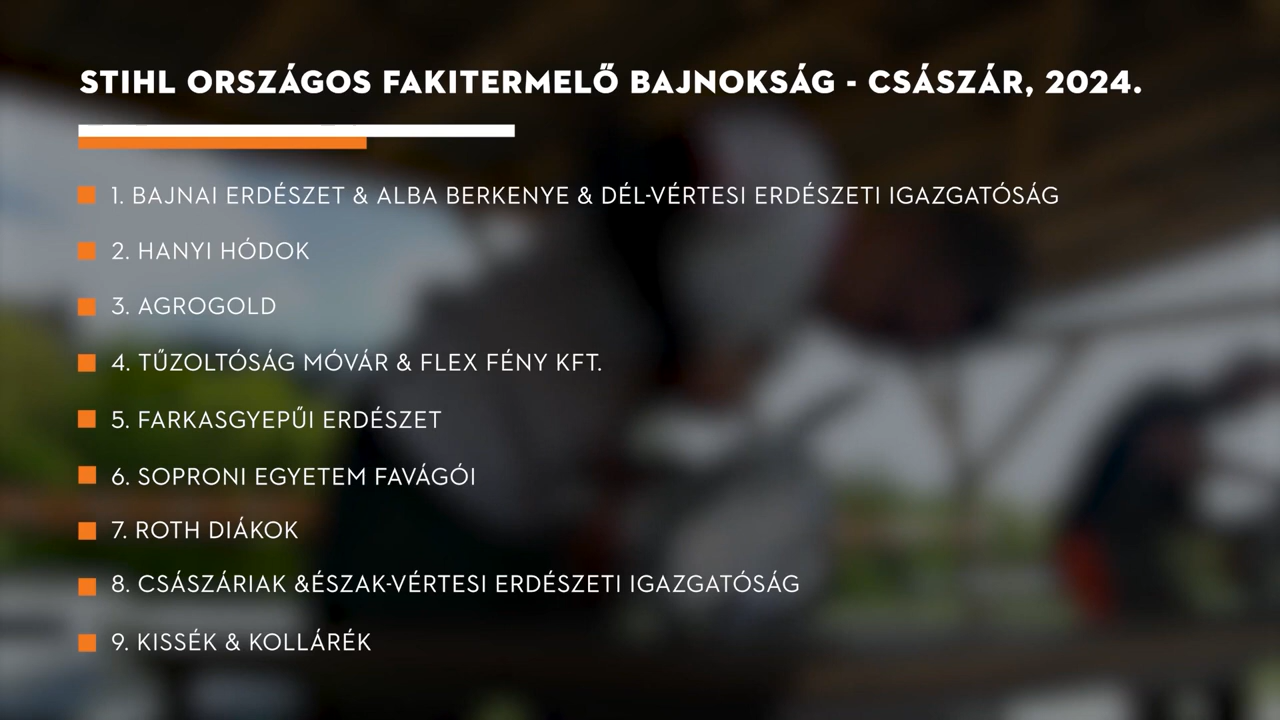 STIHL ORSZÁGOS FAKITERMELŐ BAJNOKSÁG - CSÁSZÁR, 2024.
1. BAJNAI ERDÉSZET & ALBA BERKENYE & DÉL-VÉRTESI ERDÉSZETI IGAZGATÓSÁG
2. HANYI HÓDOK
3. AGROGOLD
4. TŰZOLTÓSÁG MÓVÁR & FLEX FÉNY KFT.
5. FARKASGYEPŰI ERDÉSZET
6. SOPRONI EGYETEM FAVÁGÓI
7. ROTH DIÁKOK
8. CSÁSZÁRIAK &ÉSZAK-VÉRTESI ERDÉSZETI IGAZGATÓSÁG
9. KISSÉK & KOLLÁRÉK